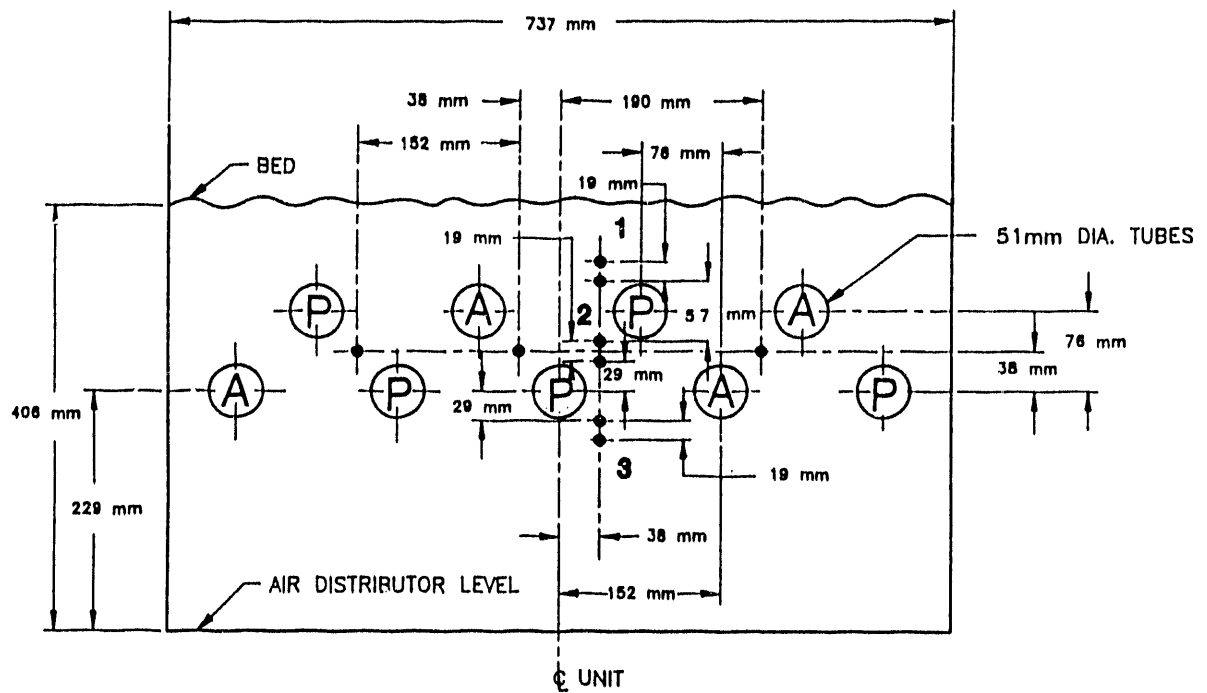 737 mm
38 mm
190 mm
152 mm
76 mm
BED
19 mm
1
19 mm
51mm DIA. TUBES
P
A
P
A
2
57 mm
76 mm
38 mm
29 mm
A
P
P
A
P
406 mm
29 mm
3
19 mm
229 mm
38 mm
AIR DISTRIBUTOR LEVEL
152 mm
℄ UNIT